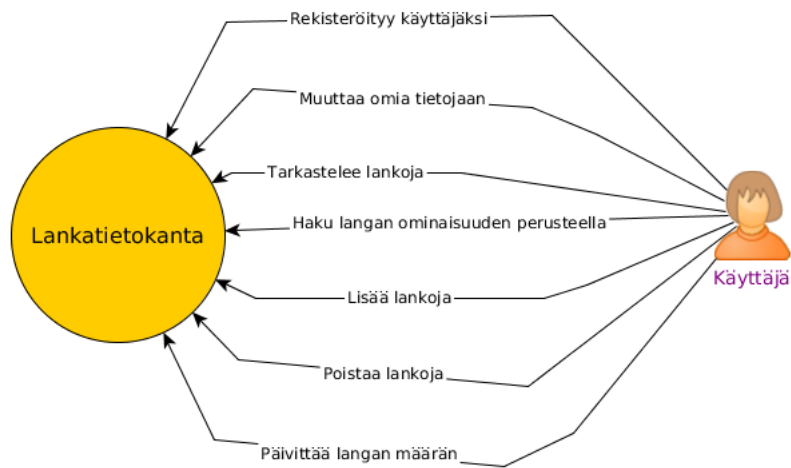 Rekisteröityy käyttäjäksi
Muuttaa omia tietojaan
Tarkastelee lankoja
Haku langan ominaisuuden perusteella
Lankatietokanta
Käyttäjä
Lisää lankoja
Poistaa lankoja
Päivittää langan määrän